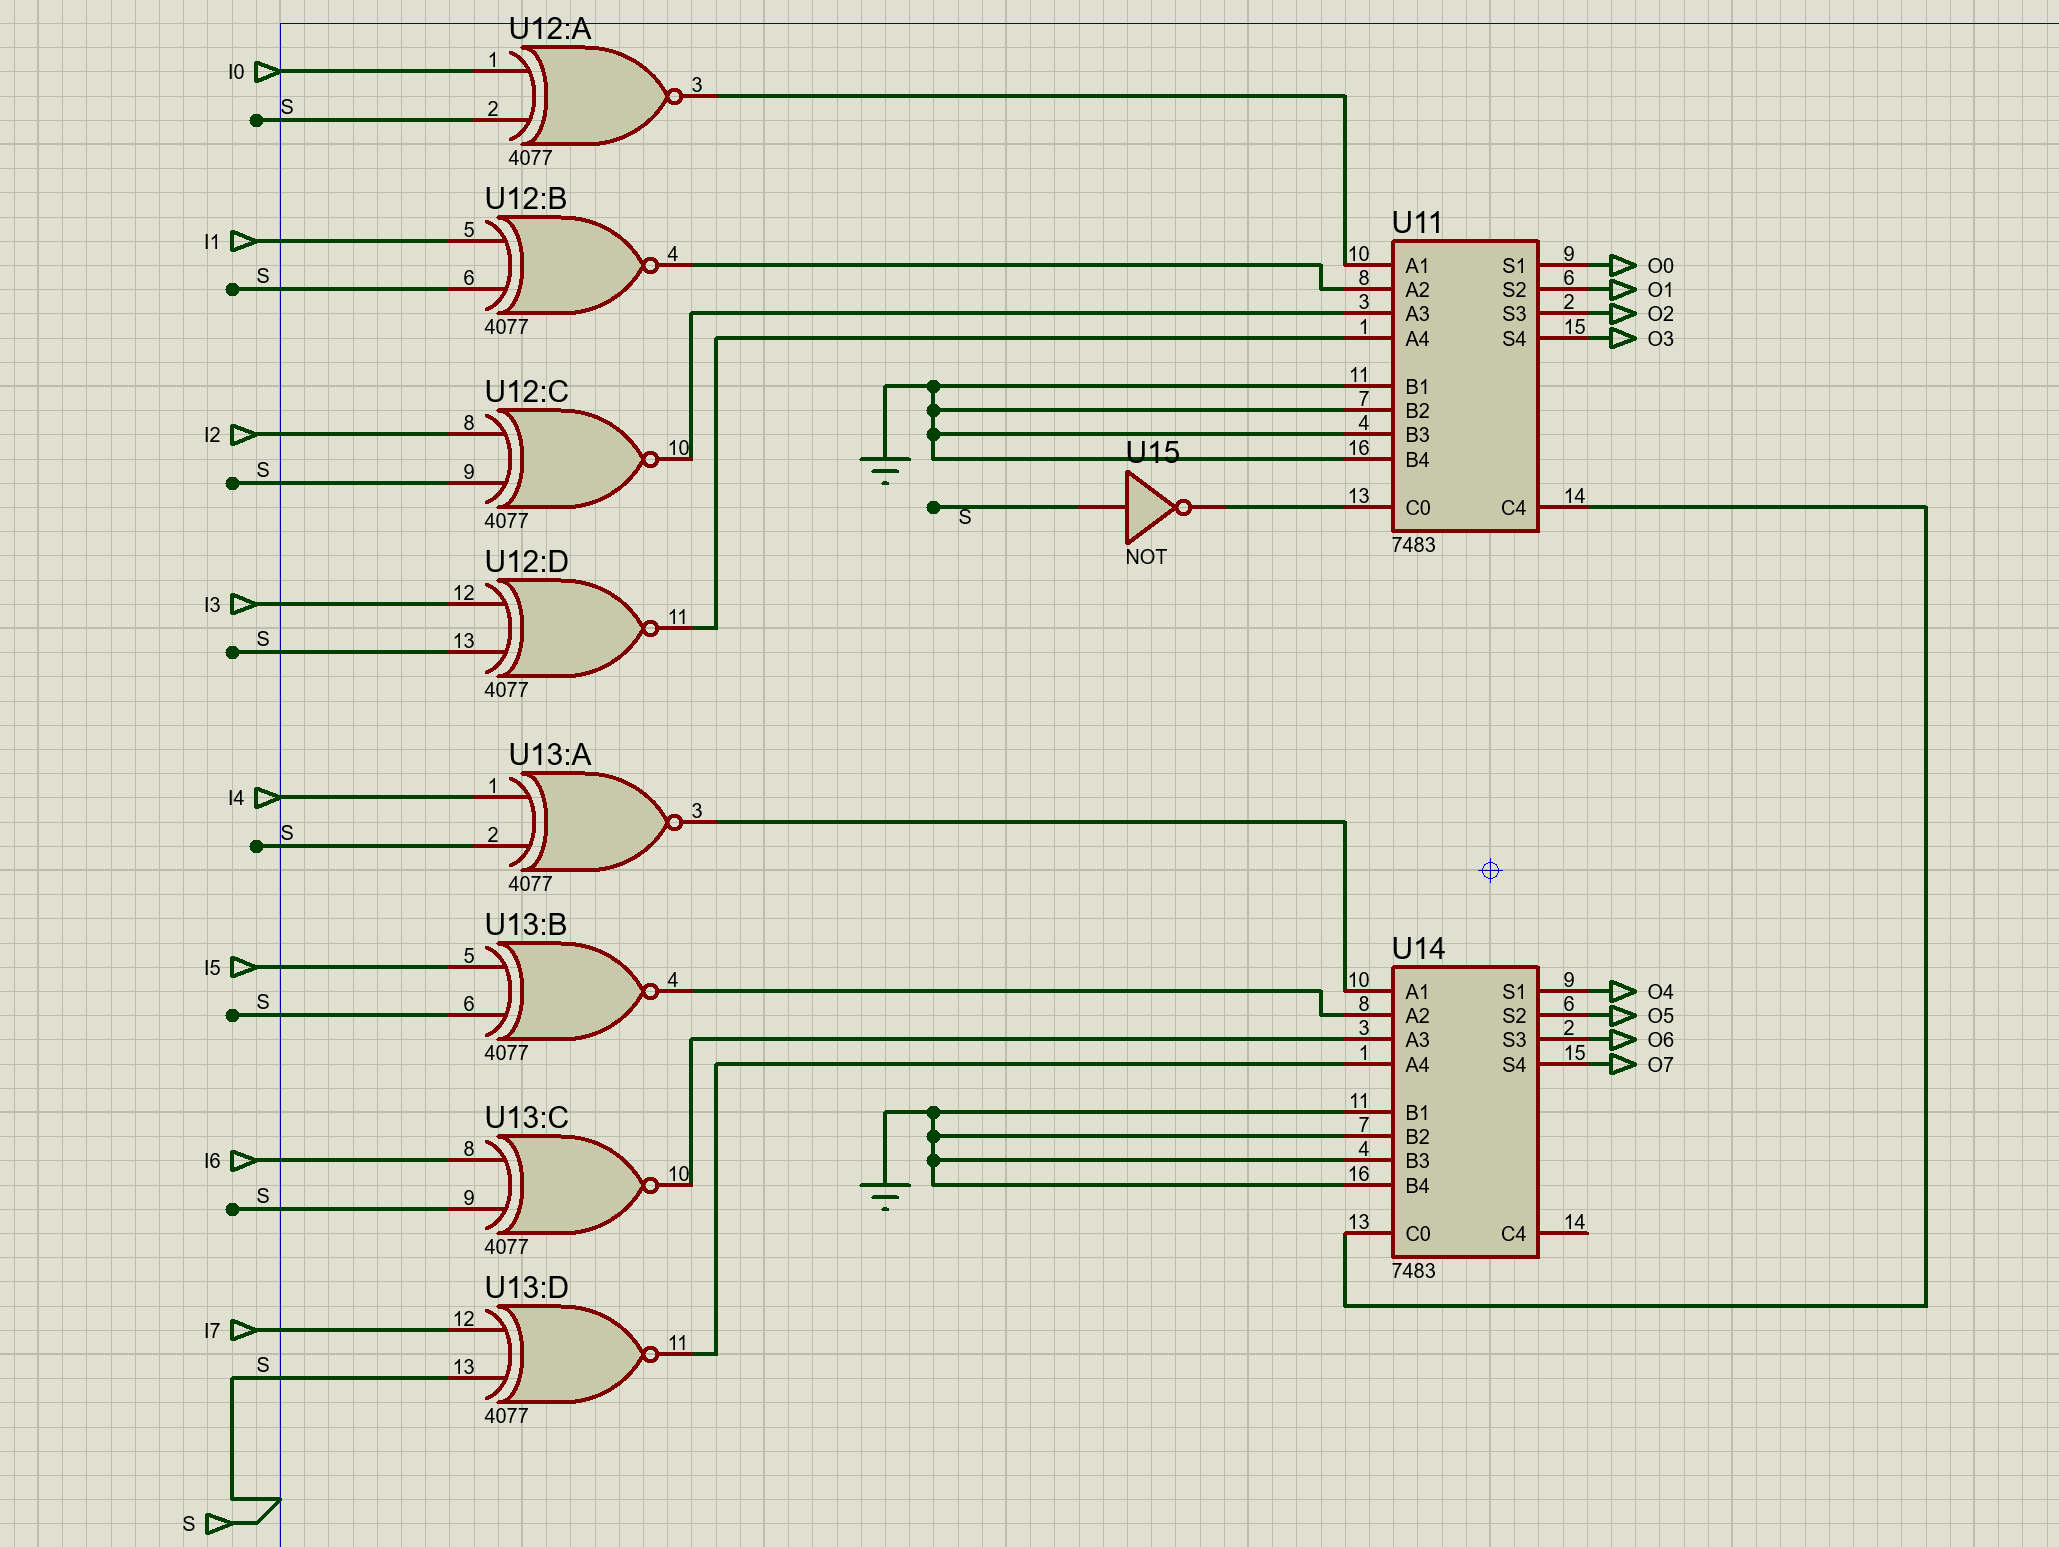 U12:A
I0
1
3
S
2
4077
U12:B
I1
5
4
S
6
4077
U11
10 A1 S1 9 O0
8 A2 S2 6 O1
3 A3 S3 2 O2
1 A4 S4 15 O3
11 B1
7 B2
4 B3
16 B4
13 C0 C4 14
7483
U12:C
I2
8
10
S
9
4077
U15
S
NOT
U12:D
I3
12
11
S
13
4077
U13:A
I4
1
3
S
2
4077
U13:B
I5
5
4
S
6
4077
U14
10 A1 S1 9 O4
8 A2 S2 6 O5
3 A3 S3 2 O6
1 A4 S4 15 O7
11 B1
7 B2
4 B3
16 B4
13 C0 C4 14
7483
U13:C
I6
8
10
S
9
4077
U13:D
I7
12
11
S
13
4077
S